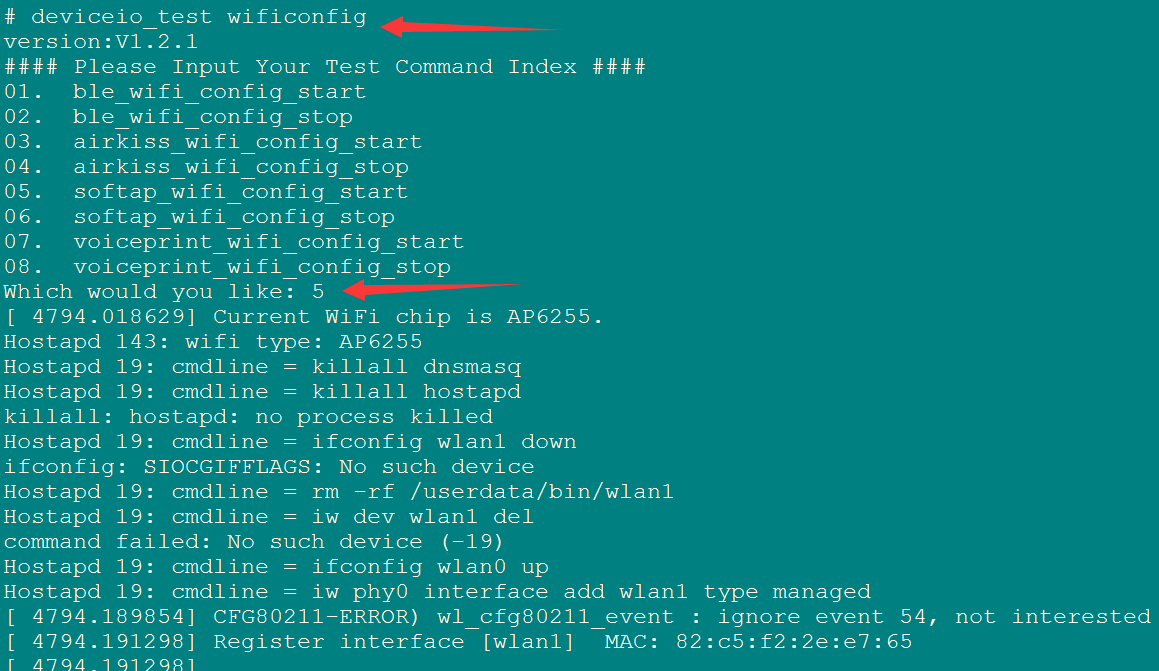 # deviceio_test wificonfig
version:V1.2.1
#### Please Input Your Test Command Index ####
01.  ble_wifi_config_start
02.  ble_wifi_config_stop
03.  airkiss_wifi_config_start
04.  airkiss_wifi_config_stop
05.  softap_wifi_config_start
06.  softap_wifi_config_stop
07.  voiceprint_wifi_config_start
08.  voiceprint_wifi_config_stop
Which would you like: 5
[ 4794.018629] Current WiFi chip is AP6255.
Hostapd 143: wifi type: AP6255
Hostapd 19: cmdline = killall dnsmasq
Hostapd 19: cmdline = killall hostapd
killall: hostapd: no process killed
Hostapd 19: cmdline = ifconfig wlan1 down
ifconfig: SIOCGIFFLAGS: No such device
Hostapd 19: cmdline = rm -rf /userdata/bin/wlan1
Hostapd 19: cmdline = iw dev wlan1 del
command failed: No such device (-19)
Hostapd 19: cmdline = ifconfig wlan0 up
Hostapd 19: cmdline = iw phy0 interface add wlan1 type managed
[ 4794.189854] CFG80211-ERROR) wl_cfg80211_event : ignore event 54, not interested
[ 4794.191298] Register interface [wlan1]  MAC: 82:c5:f2:2e:e7:65
[ 4794.191298]